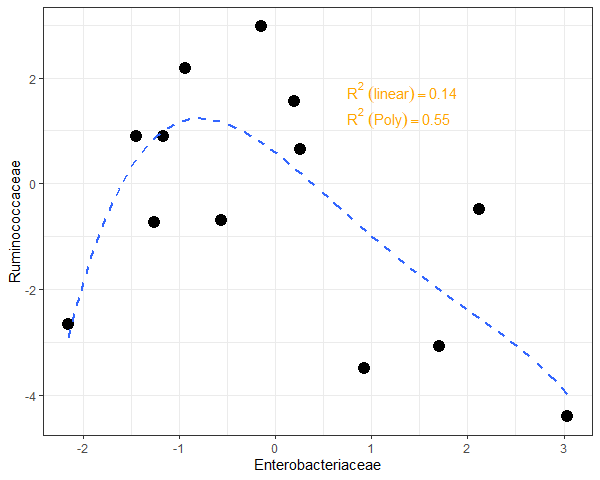 2
0
-2
-4
Ruminococcaceae
R² (linear) = 0.14
R² (Poly) = 0.55
-2 -1 0 1 2 3
Enterobacteriaceae